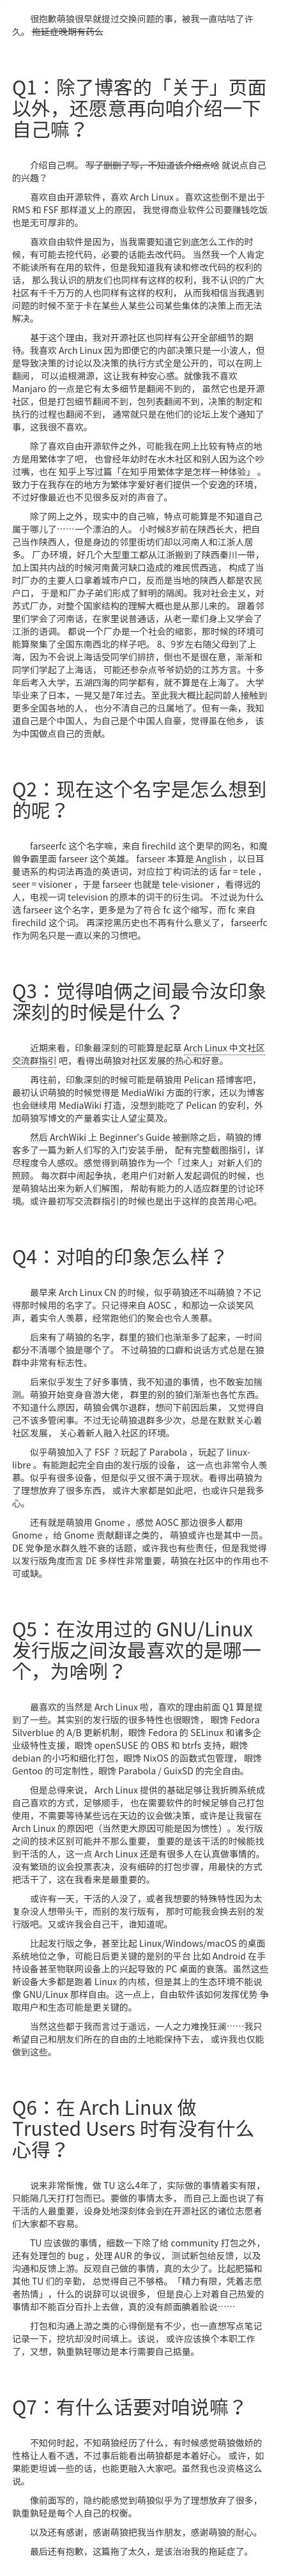 很抱歉萌狼很早就提过交换问题的事，被我一直咕咕了许
久。 拖延症晚期有药么
Q1：除了博客的「关于」页面
以外，还愿意再向咱介绍一下
自己嘛？
介绍自己啊。 写了删删了写，不知道该介绍点啥 就说点自己
的兴趣？
喜欢自由开源软件，喜欢 Arch Linux 。喜欢这些倒不是出于
RMS 和 FSF 那样道义上的原因， 我觉得商业软件公司要赚钱吃饭
也是无可厚非的。
喜欢自由软件是因为，当我需要知道它到底怎么工作的时
候，有可能去挖代码，必要的话能去改代码。 当然我一个人肯定
不能读所有在用的软件，但是我知道我有读和修改代码的权利的
话， 那么我认识的朋友们也同样有这样的权利，我不认识的广大
社区有千千万万的人也同样有这样的权利， 从而我相信当我遇到
问题的时候不至于卡在某些人某些公司某些集体的决策上而无法
解决。
基于这个理由，我对开源社区也同样有公开全部细节的期
待。我喜欢 Arch Linux 因为即便它的内部决策只是一小波人，但
是导致决策的讨论以及决策的执行方式全是公开的，可以在网上
翻阅， 可以追根溯源，这让我有种安心感。就像我不喜欢
Manjaro 的一点是它有太多细节是翻阅不到的， 虽然它也是开源
社区，但是打包细节翻阅不到，包列表翻阅不到，决策的制定和
执行的过程也翻阅不到， 通常就只是在他们的论坛上发个通知了
事，这我很不喜欢。
除了喜欢自由开源软件之外，可能我在网上比较有特点的地
方是用繁体字了吧， 也曾经年幼时在水木社区和别人因为这个吵
过嘴，也在 知乎上写过篇「在知乎用繁体字是怎样一种体验」 。
致力于在我存在的地方为繁体字爱好者们提供一个安逸的环境，
不过好像最近也不见很多反对的声音了。
除了网上之外，现实中的自己嘛，特点可能算是不知道自己
属于哪儿了……一个漂泊的人。 小时候8岁前在陕西长大，把自
己当作陕西人，但是身边的邻里街坊们却以河南人和江浙人居
多。 厂办环境，好几个大型重工都从江浙搬到了陕西秦川一带，
加上国共内战的时候河南黄河缺口造成的难民慌西逃， 构成了当
时厂办的主要人口拿着城市户口，反而是当地的陕西人都是农民
户口， 于是和厂办子弟们形成了鲜明的隔阂。我对社会主义，对
苏式厂办，对整个国家结构的理解大概也是从那儿来的。 跟着邻
里们学会了河南话，在家里说普通话，从老一辈们身上又学会了
江浙的语调。 都说一个厂办是一个社会的缩影，那时候的环境可
能算聚集了全国东南西北的样子吧。 8、9岁左右随父母到了上
海，因为不会说上海话受同学们排挤，倒也不是很在意，渐渐和
同学们学起了上海话， 可能还参杂点爷爷奶奶的江苏方言。十多
年后考入大学，五湖四海的同学都有，就不算是在上海了。 大学
毕业来了日本，一晃又是7年过去。至此我大概比起同龄人接触到
更多全国各地的人， 也分不清自己的归属地了。但有一条，我知
道自己是个中国人，为自己是个中国人自豪，觉得虽在他乡， 该
为中国做点自己的贡献。
Q2：现在这个名字是怎么想到
的呢？
farseerfc 这个名字嘛，来自 firechild 这个更早的网名，和魔
兽争霸里面 farseer 这个英雄。 farseer 本算是 Anglish ，以日耳
曼语系的构词法再造的英语词，对应拉丁构词法的话 far = tele ，
seer = visioner ，于是 farseer 也就是 tele-visioner ，看得远的
人，电视一词 television 的原本的词干的衍生词。 不过说为什么
选 farseer 这个名字，更多是为了符合 fc 这个缩写，而 fc 来自
firechild 这个词。 再深挖黑历史也不再有什么意义了， farseerfc
作为网名只是一直以来的习惯吧。
Q3：觉得咱俩之间最令汝印象
深刻的时候是什么？
近期来看，印象最深刻的可能算是起草 Arch Linux 中文社区
交流群指引 吧，看得出萌狼对社区发展的热心和好意。
再往前，印象深刻的时候可能是萌狼用 Pelican 搭博客吧，
最初认识萌狼的时候觉得是 MediaWiki 方面的行家，还以为博客
也会继续用 MediaWiki 打造，没想到能吃了 Pelican 的安利，外
加萌狼写博文的产量着实让人望尘莫及。
然后 ArchWiki 上 Beginner's Guide 被删除之后，萌狼的博
客多了一篇为新人们写的入门安装手册， 配有完整截图指引，详
尽程度令人感叹。感觉得到萌狼作为一个「过来人」对新人们的
照顾。 每次群中闹起争执，老用户们对新人发起调侃的时候，也
是萌狼站出来为新人们解围， 帮助有能力的人适应群里的讨论环
境。或许最初写交流群指引的时候也是出于这样的良苦用心吧。
Q4：对咱的印象怎么样？
最早来 Arch Linux CN 的时候，似乎萌狼还不叫萌狼？不记
得那时候用的名字了。只记得来自 AOSC ，和那边一众谈笑风
声，着实令人羡慕，经常跑他们的聚会也令人羡慕。
后来有了萌狼的名字，群里的狼们也渐渐多了起来，一时间
都分不清哪个狼是哪个了。 不过萌狼的口癖和说话方式总是在狼
群中非常有标志性。
后来似乎发生了好多事情，我不知道的事情，也不敢妄加揣
测。萌狼开始变身音游大佬， 群里的别的狼们渐渐也各忙东西。
不知道什么原因，萌狼会偶尔退群，想问下前因后果， 又觉得自
己不该多管闲事。不过无论萌狼退群多少次，总是在默默关心着
社区发展， 关心着新人融入社区的环境。
似乎萌狼加入了 FSF ？玩起了 Parabola ，玩起了 linux-
libre 。有能跑起完全自由的发行版的设备， 这一点也非常令人羡
慕。似乎有很多设备，但是似乎又很不满于现状。看得出萌狼为
了理想放弃了很多东西， 或许大家都是如此吧，也或许只是我多
心。
还有就是萌狼用 Gnome ，感觉 AOSC 那边很多人都用
Gnome ，给 Gnome 贡献翻译之类的， 萌狼或许也是其中一员。
DE 党争是水群久胜不衰的话题，或许我也有些责任，但是我觉得
以发行版角度而言 DE 多样性非常重要，萌狼在社区中的作用也不
可或缺。
Q5：在汝用过的 GNU/Linux
发行版之间汝最喜欢的是哪一
个，为啥咧？
最喜欢的当然是 Arch Linux 啦，喜欢的理由前面 Q1 算是提
到了一些。其实别的发行版的很多特性也很眼馋， 眼馋 Fedora
Silverblue 的 A/B 更新机制，眼馋 Fedora 的 SELinux 和诸多企
业级特性支援，眼馋 openSUSE 的 OBS 和 btrfs 支持，眼馋
debian 的小巧和细化打包，眼馋 NixOS 的函数式包管理， 眼馋
Gentoo 的可定制性，眼馋 Parabola / GuixSD 的完全自由。
但是总得来说， Arch Linux 提供的基础足够让我折腾系统成
自己喜欢的方式，足够顺手， 也在需要软件的时候足够自己打包
使用，不需要等待某些远在天边的议会做决策，或许是让我留在
Arch Linux 的原因吧（当然更大原因可能是因为惯性）。发行版
之间的技术区别可能并不那么重要， 重要的是该干活的时候能找
到干活的人，这一点 Arch Linux 还是有很多人在认真做事情的。
没有繁琐的议会投票表决，没有细碎的打包步骤，用最快的方式
把活干了，这在我看来是最重要的。
或许有一天，干活的人没了，或者我想要的特殊特性因为太
复杂没人想带头干，而别的发行版有， 那时可能我会换去别的发
行版吧。又或许我会自己干，谁知道呢。
比起发行版之争，甚至比起 Linux/Windows/macOS 的桌面
系统地位之争，可能日后更关键的是别的平台 比如 Android 在手
持设备甚至物联网设备上的兴起导致的 PC 桌面的衰落。虽然这些
新设备大多都是跑着 Linux 的内核，但是其上的生态环境不能说
像 GNU/Linux 那样自由。这一点上，自由软件该如何发挥优势 争
取用户和生态可能是更关键的。
当然这些都于我而言过于遥远，一人之力难挽狂澜……我只
希望自己和朋友们所在的自由的土地能保持下去， 或许我也仅能
做到这些。
Q6：在 Arch Linux 做
Trusted Users 时有没有什么
心得？
说来非常惭愧，做 TU 这么4年了，实际做的事情着实有限，
只能隔几天打打包而已。要做的事情太多， 而自己上面也说了有
干活的人最重要，设身处地深刻体会到在开源社区的诸位志愿者
们大家都不容易。
TU 应该做的事情，细数一下除了给 community 打包之外，
还有处理包的 bug ，处理 AUR 的争议， 测试新包给反馈，以及
沟通和反馈上游。反观自己做的事情，真的太少了。比起肥猫和
其他 TU 们的辛勤， 总觉得自己不够格。「精力有限，凭着志愿
者热情」，什么的说辞可以说很多， 但是良心上对着自己热爱的
事情却不能百分百扑上去做，真的没有颜面腆着脸说……
打包和沟通上游之类的心得倒是有不少，也一直想写点笔记
记录一下，挖坑却没时间填上。该说， 或许应该换个本职工作
了，又想，孰重孰轻哪边是本行需要自己掂量。
Q7：有什么话要对咱说嘛？
不知何时起，不知萌狼经历了什么，有时候感觉萌狼傲娇的
性格让人看不透，不过事后能看出萌狼都是本着好心。 或许，如
果能更坦诚一些的话，也能更融入大家吧。虽然我也没资格这么
说。
像前面写的，隐约能感觉到萌狼似乎为了理想放弃了很多，
孰重孰轻是每个人自己的权衡。
以及还有感谢，感谢萌狼把我当作朋友，感谢萌狼的耐心。
最后还有抱歉，这篇拖了太久，是该治治我的拖延症了。